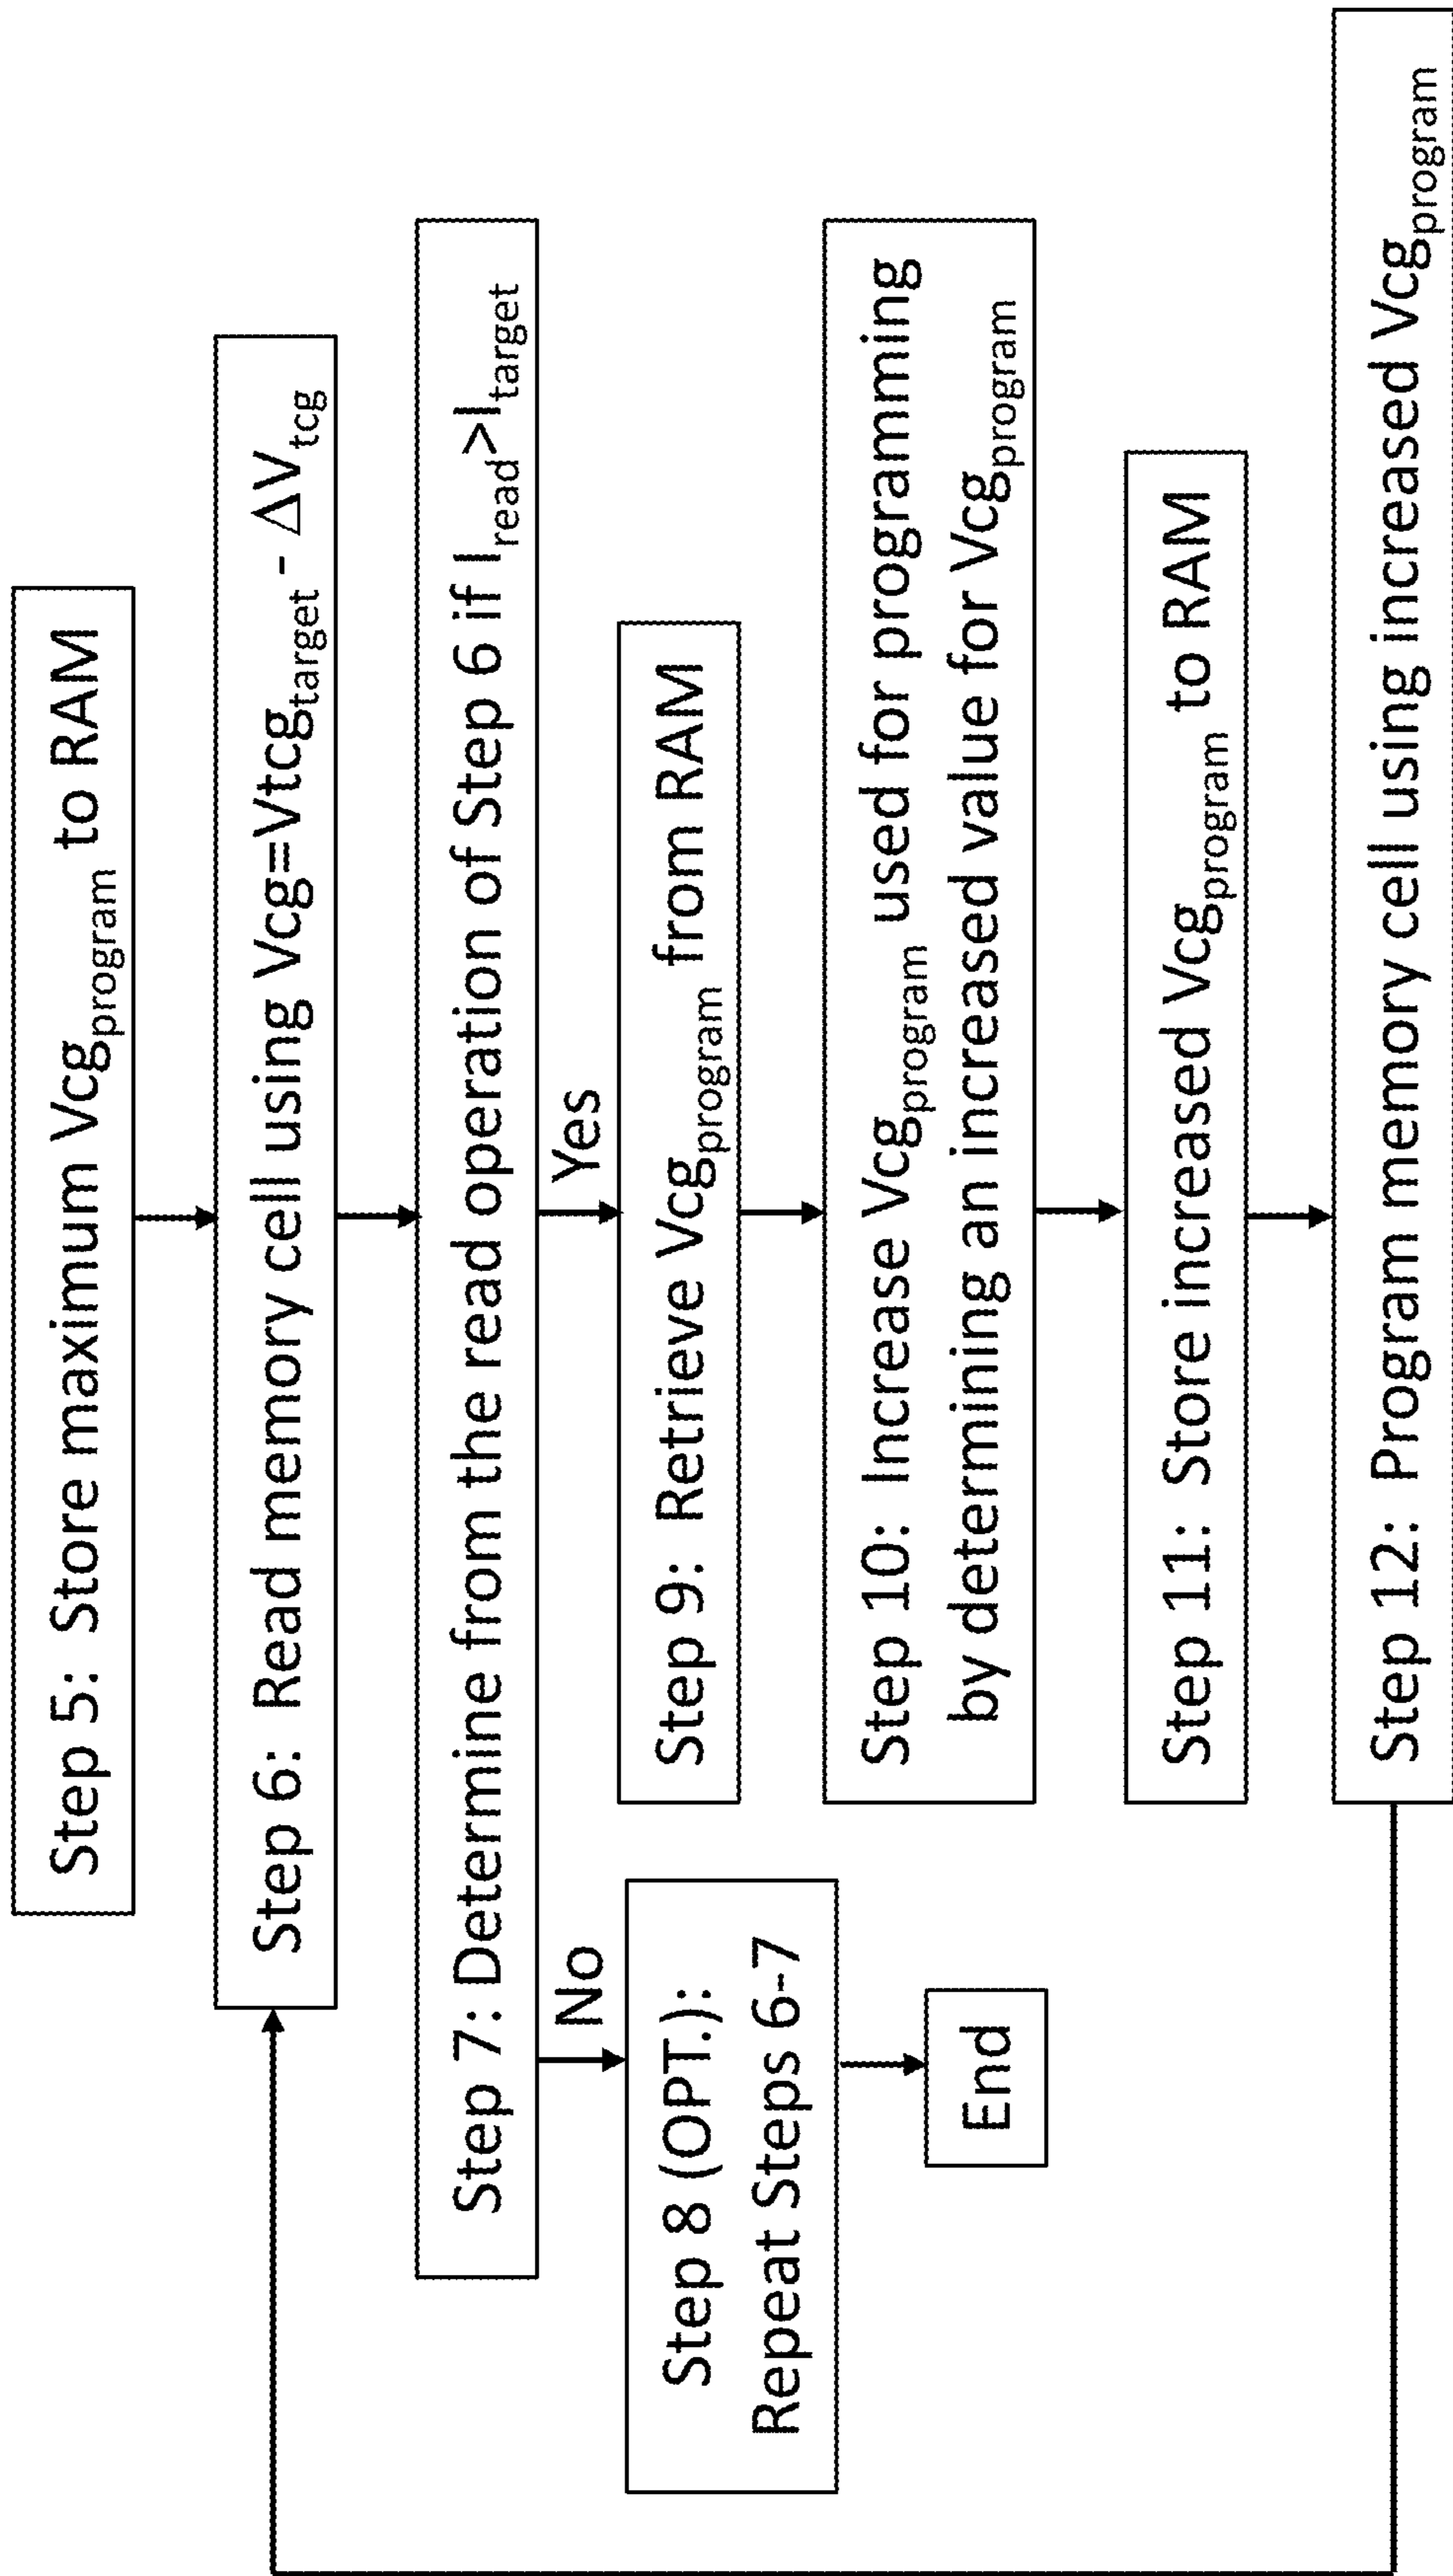 Step 5: Store maximum Vcgprogram to RAM
Step 6: Read memory cell using Vcg=Vtcgtarget - ΔVtcg
Step 7: Determine from the read operation of Step 6 if Iread>Itarget
No
Yes
Step 8 (OPT.):
Repeat Steps 6-7
End
Step 9: Retrieve Vcgprogram from RAM
Step 10: Increase Vcgprogram used for programming
by determining an increased value for Vcgprogram
Step 11: Store increased Vcgprogram to RAM
Step 12: Program memory cell using increased Vcgprogram